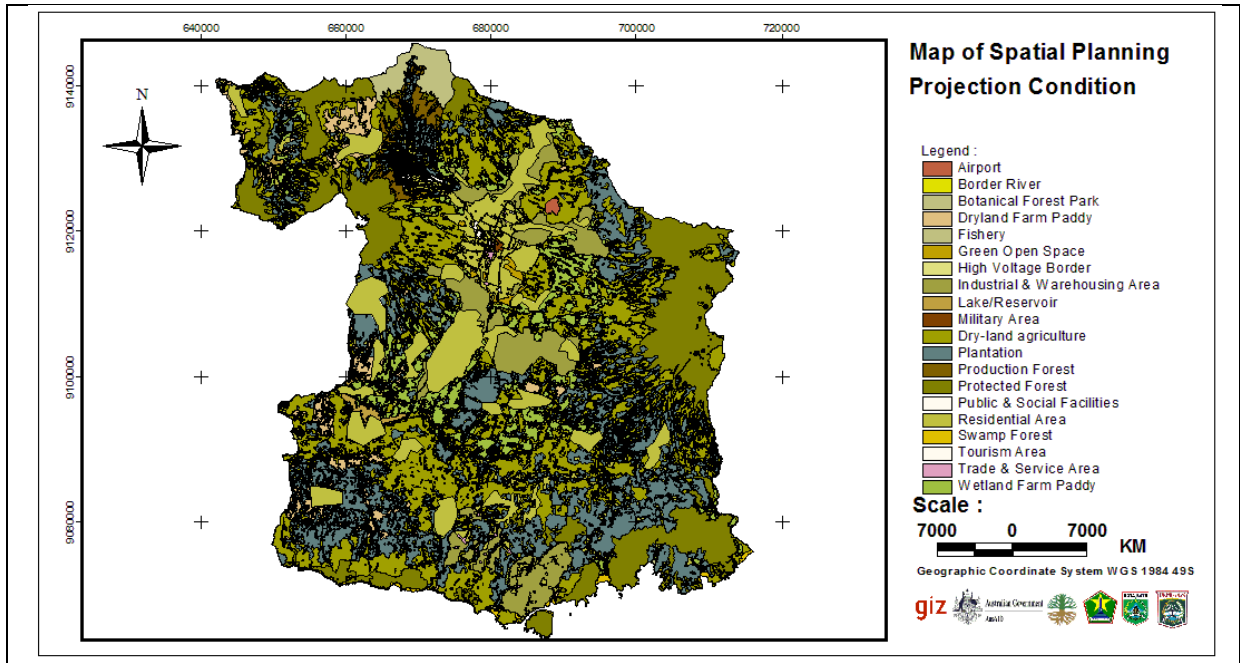 640000 660000 680000 700000 720000
9140000
9120000
9100000
9080000
N
Map of Spatial Planning
Projection Condition
Legend :
Airport
Border River
Botanical Forest Park
Dryland Farm Paddy
Fishery
Green Open Space
High Voltage Border
Industrial & Warehousing Area
Lake/Reservoir
Military Area
Dry-land agriculture
Plantation
Production Forest
Protected Forest
Public & Social Facilities
Residential Area
Swamp Forest
Tourism Area
Trade & Service Area
Wetland Farm Paddy
Scale :
7000 0 7000
KM
Geographic Coordinate System WGS 1984 49S
giz
Australian Government
AusAID